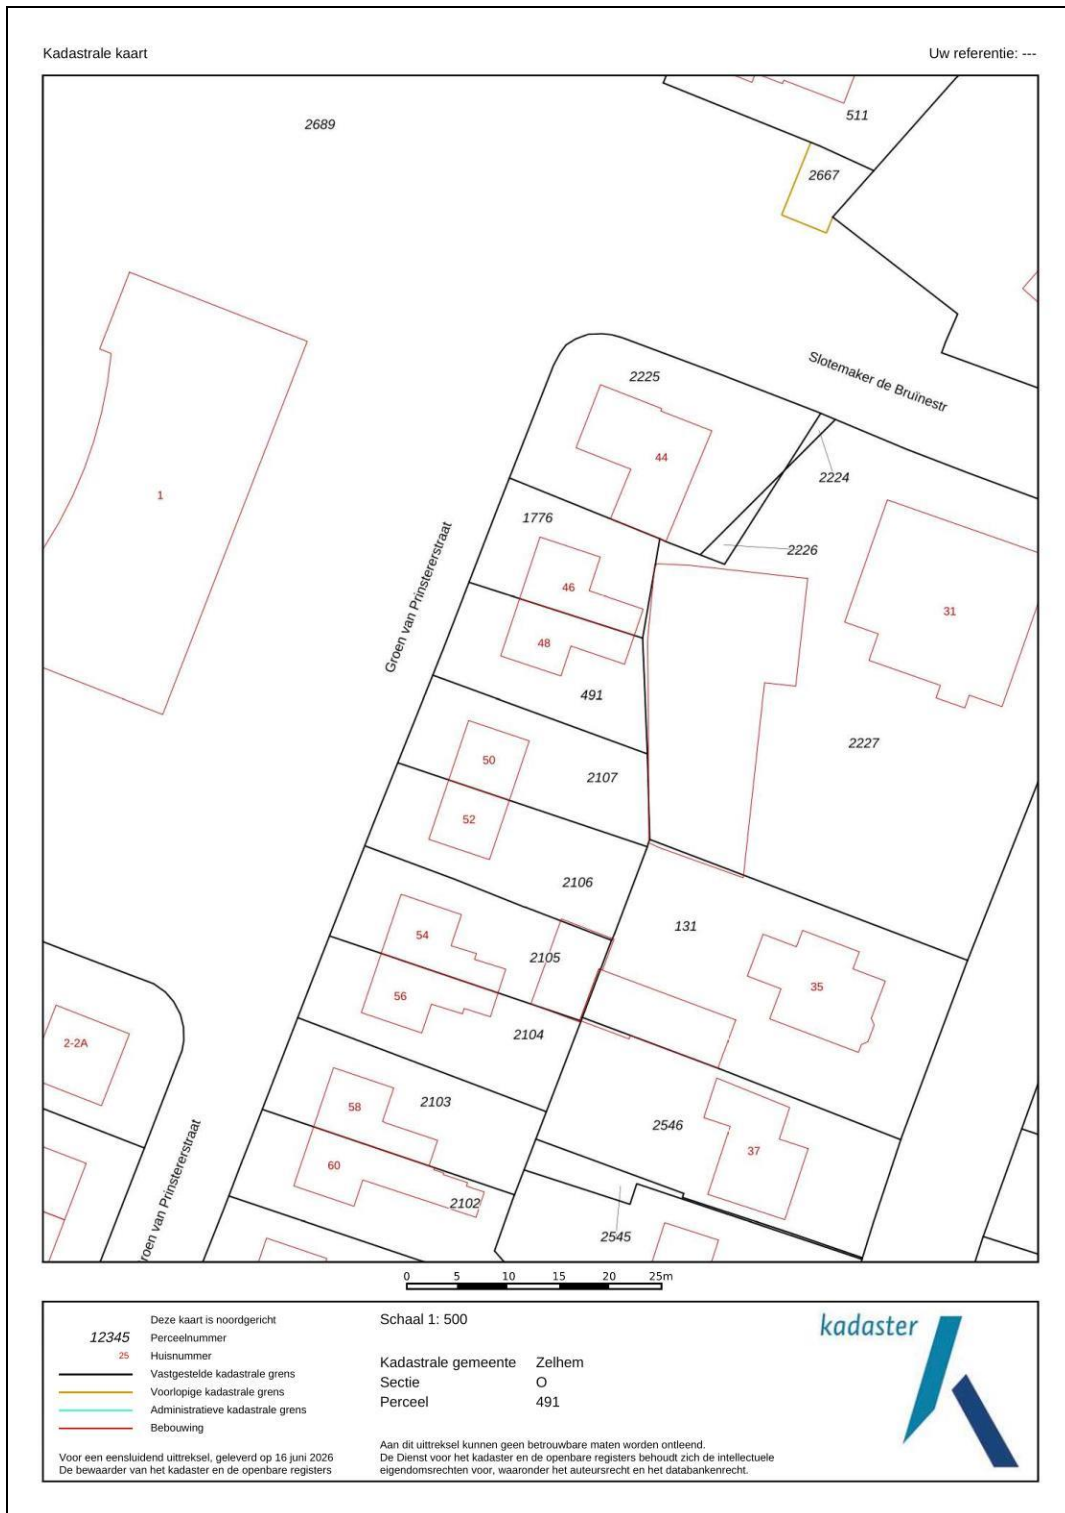 Kadastrale kaart
Uw referentie: ---
2689
511
2667
Slotemaker de Bruïnestr
2225
44
2224
1
1776
2226
46
31
Groen van Prinstererstraat
48
491
2227
50
2107
52
2106
131
54
2105
35
56
2104
2-2A
58
2103
2546
37
60
Groen van Prinstererstraat
2102
2545
0 5 10 15 20 25m
Deze kaart is noordgericht
12345 Perceelnummer
25 Huisnummer
Vastgestelde kadastrale grens
Voorlopige kadastrale grens
Administratieve kadastrale grens
Bebouwing
Voor een eensluidend uittreksel, geleverd op 16 juni 2026
De bewaarder van het kadaster en de openbare registers
Schaal 1: 500
Kadastrale gemeente Zelhem
Sectie O
Perceel 491
Aan dit uittreksel kunnen geen betrouwbare maten worden ontleend.
De Dienst voor het kadaster en de openbare registers behoudt zich de intellectuele
eigendomsrechten voor, waaronder het auteursrecht en het databankenrecht.
kadaster